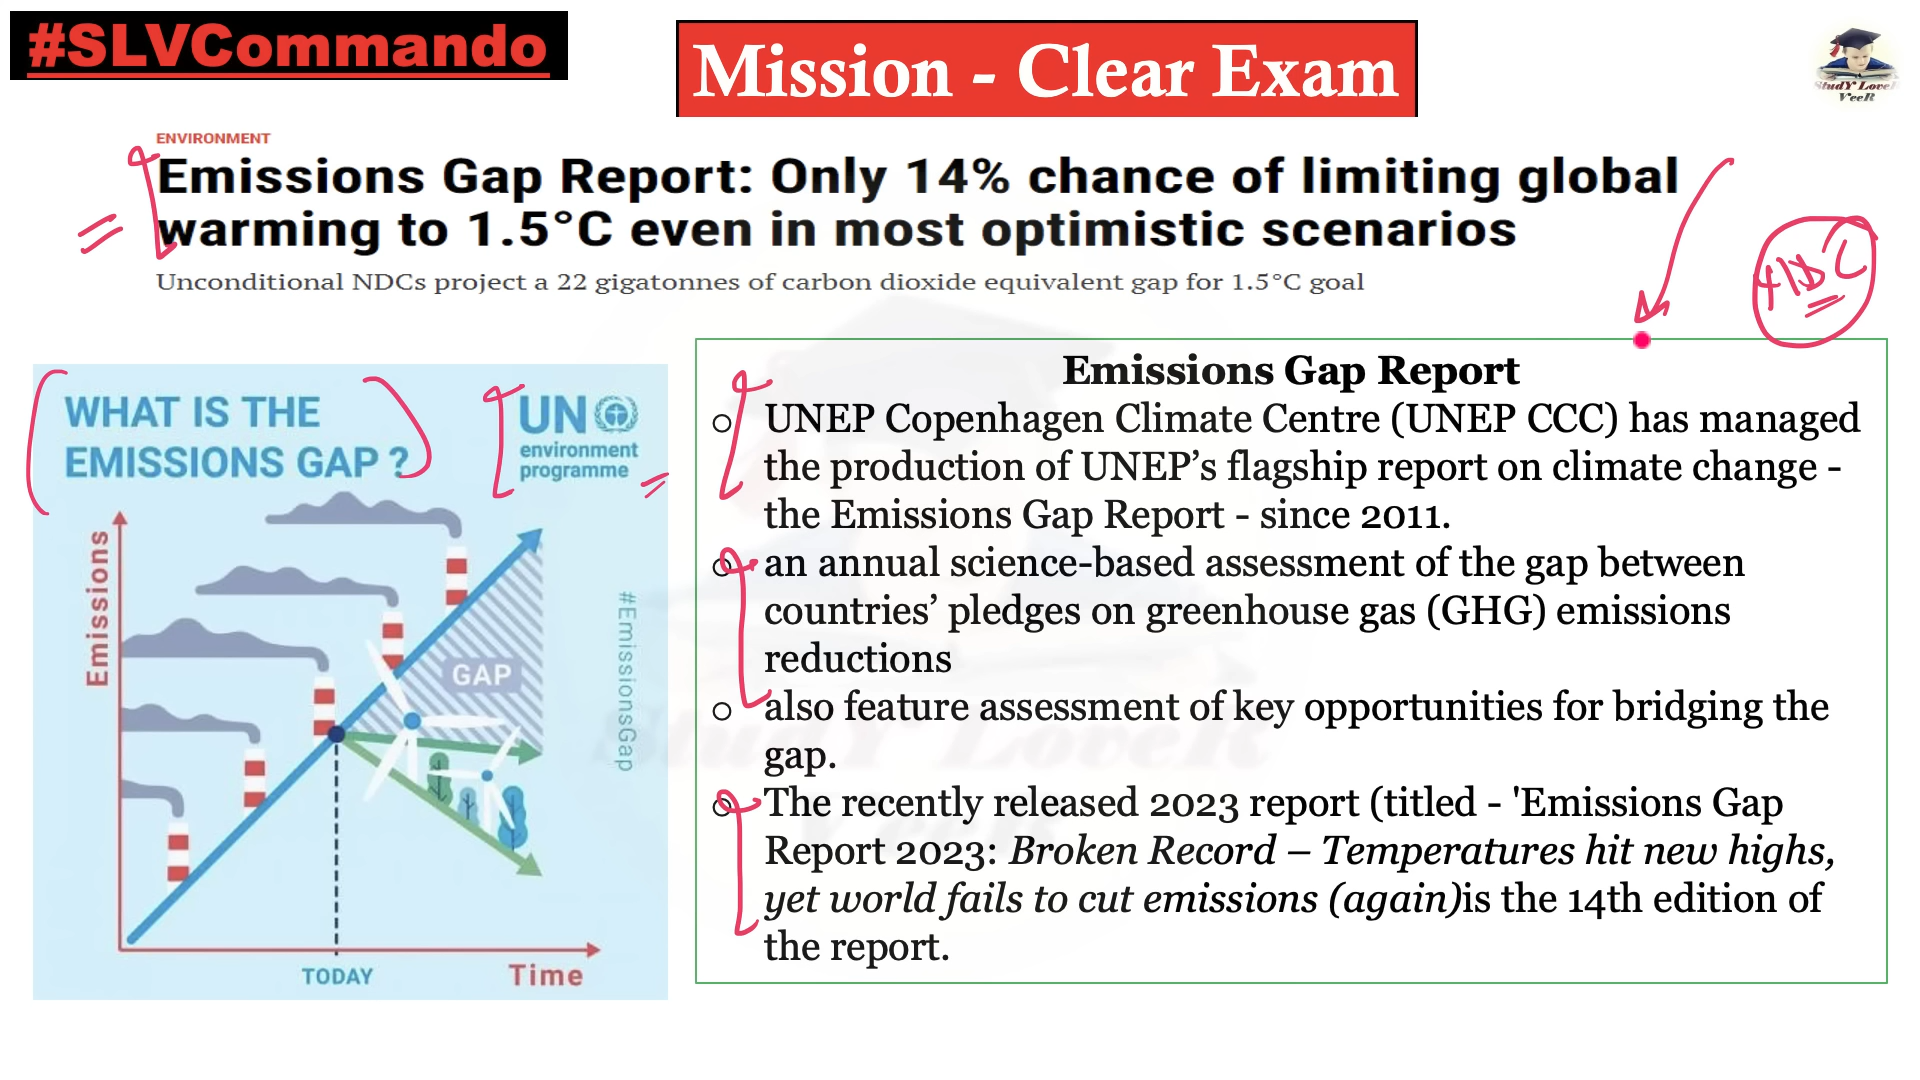 #SLVCommando
Mission - Clear Exam
StudY LoveR
VeeR
ENVIRONMENT
Emissions Gap Report: Only 14% chance of limiting global
warming to 1.5°C even in most optimistic scenarios
Unconditional NDCs project a 22 gigatonnes of carbon dioxide equivalent gap for 1.5°C goal
NDC
WHAT IS THE
EMISSIONS GAP ?
UN
environment
programme
Emissions
GAP
#EmissionsGap
TODAY
Time
Emissions Gap Report
o UNEP Copenhagen Climate Centre (UNEP CCC) has managed
the production of UNEP’s flagship report on climate change -
the Emissions Gap Report - since 2011.
o an annual science-based assessment of the gap between
countries’ pledges on greenhouse gas (GHG) emissions
reductions
o also feature assessment of key opportunities for bridging the
gap.
o The recently released 2023 report (titled - 'Emissions Gap
Report 2023: Broken Record – Temperatures hit new highs,
yet world fails to cut emissions (again)is the 14th edition of
the report.
StudY LoveR
VeeR